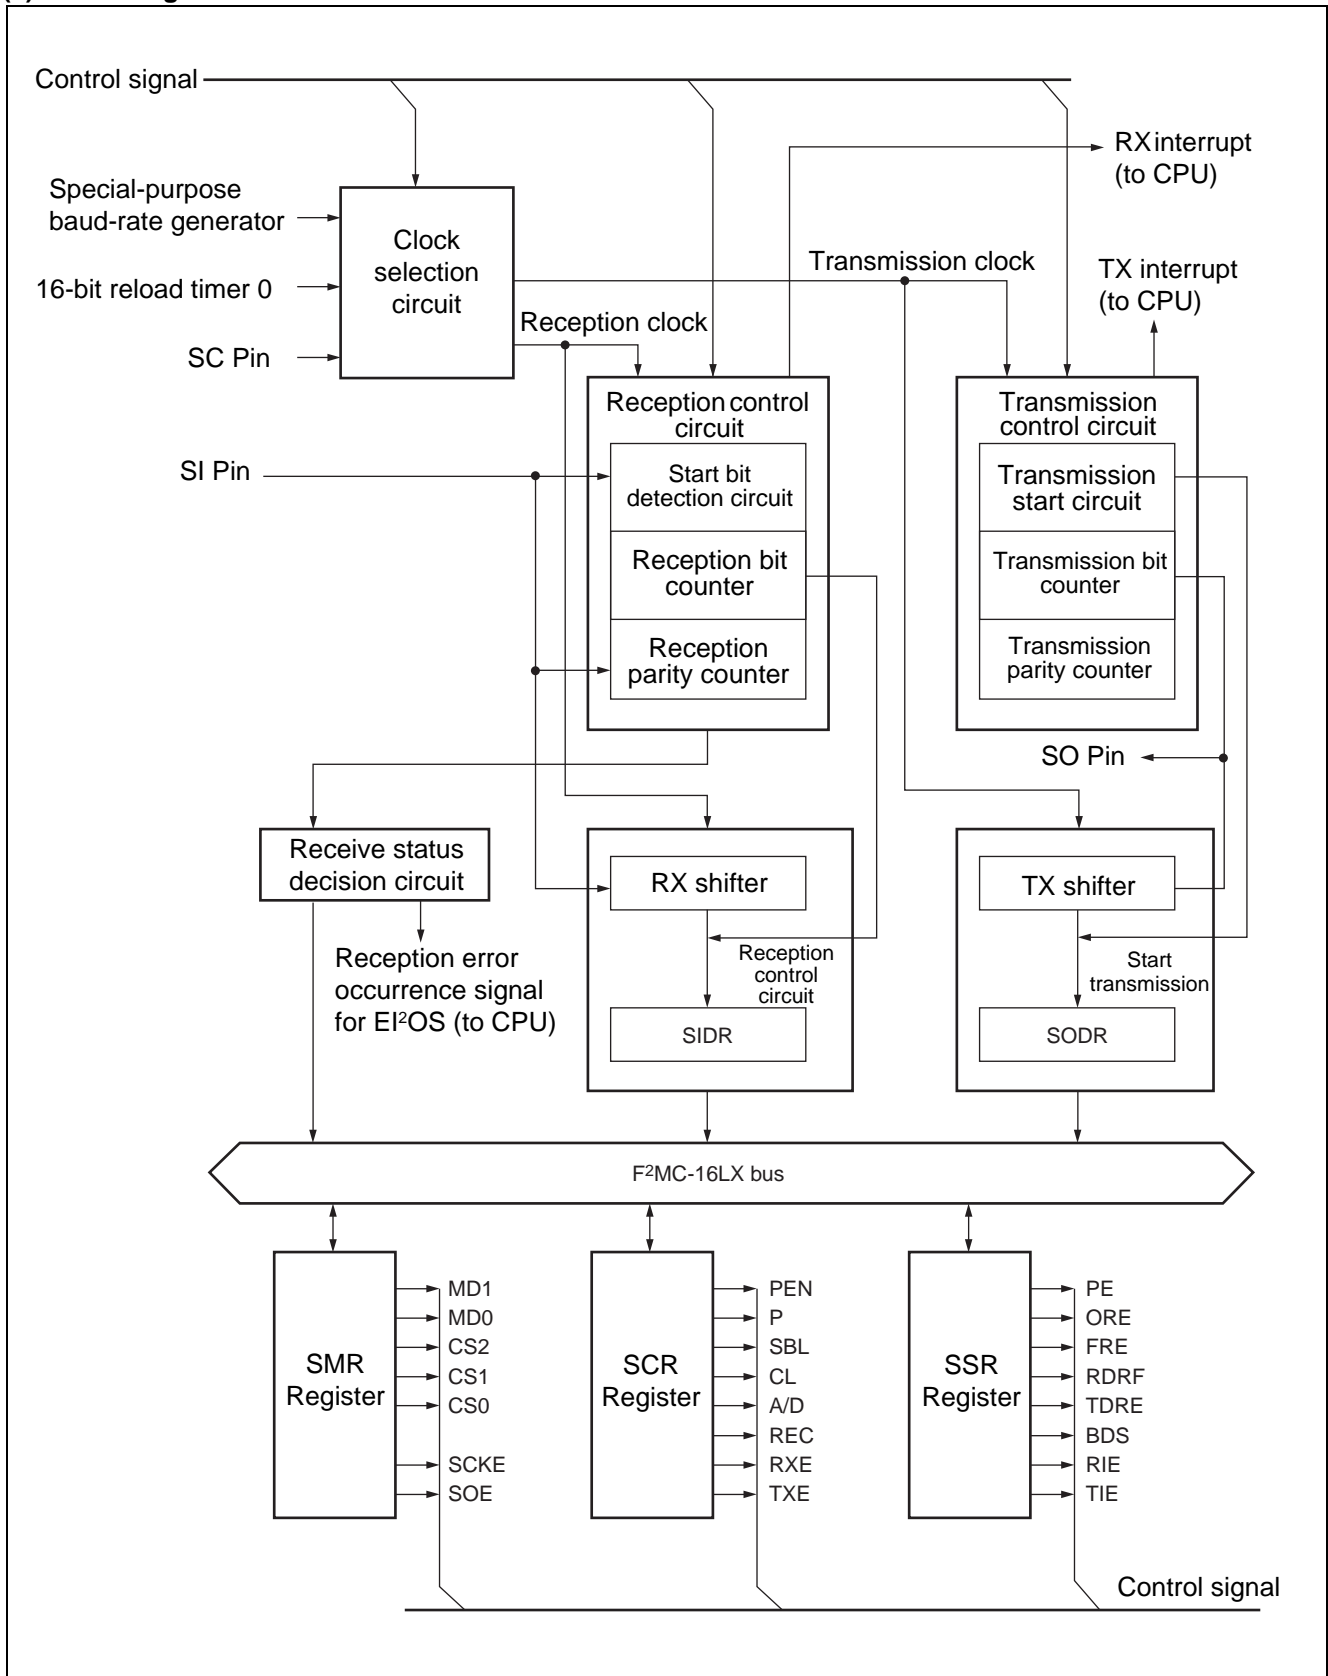 Control signal
RX interrupt
(to CPU)
Special-purpose
baud-rate generator
Clock
selection
circuit
16-bit reload timer 0
SC Pin
Transmission clock
TX interrupt
(to CPU)
Reception clock
Reception control
circuit
Transmission
control circuit
SI Pin
Start bit
detection circuit
Transmission
start circuit
Reception bit
counter
Transmission bit
counter
Reception
parity counter
Transmission
parity counter
SO Pin
Receive status
decision circuit
RX shifter
TX shifter
Reception error
occurrence signal
for EI²OS (to CPU)
Reception
control
circuit
Start
transmission
SIDR
SODR
F²MC-16LX bus
SMR
Register
MD1
MD0
CS2
CS1
CS0
SCKE
SOE
SCR
Register
PEN
P
SBL
CL
A/D
REC
RXE
TXE
SSR
Register
PE
ORE
FRE
RDRF
TDRE
BDS
RIE
TIE
Control signal